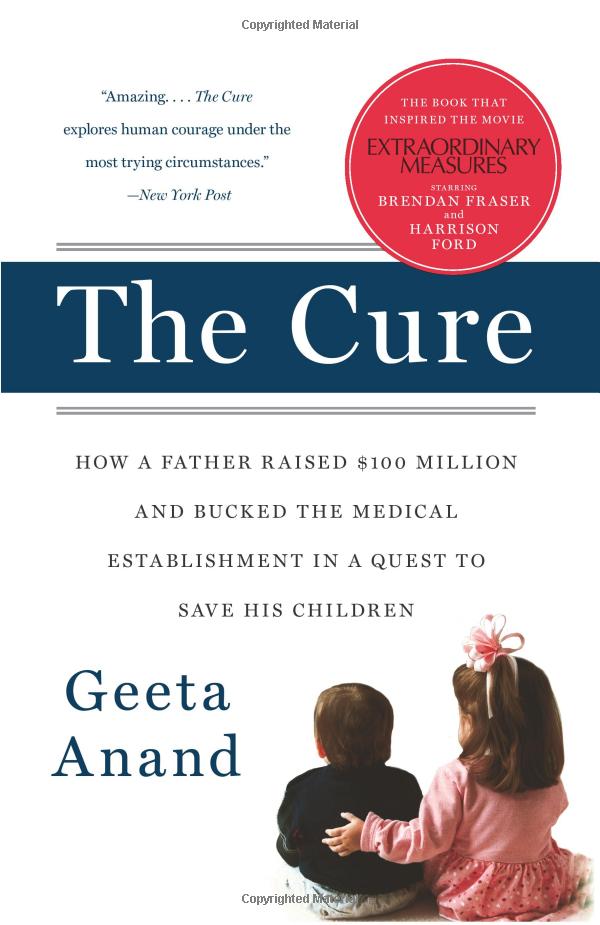 Copyrighted Material
“Amazing. . . . The Cure
explores human courage under the
most trying circumstances.”
—New York Post
THE BOOK THAT
INSPIRED THE MOVIE
EXTRAORDINARY
MEASURES
STARRING
BRENDAN FRASER
and
HARRISON
FORD
The Cure
HOW A FATHER RAISED $100 MILLION
AND BUCKED THE MEDICAL
ESTABLISHMENT IN A QUEST TO
SAVE HIS CHILDREN
Geeta
Anand
Copyrighted Material